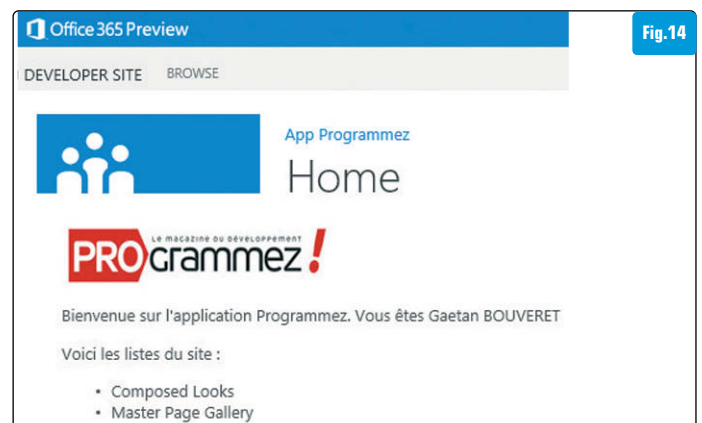 Office 365 Preview
Fig.14
DEVELOPER SITE BROWSE
App Programmez
Home
Le magazine du développement
PROgrammez!
Bienvenue sur l'application Programmez. Vous êtes Gaetan BOUVERET
Voici les listes du site :
• Composed Looks
• Master Page Gallery